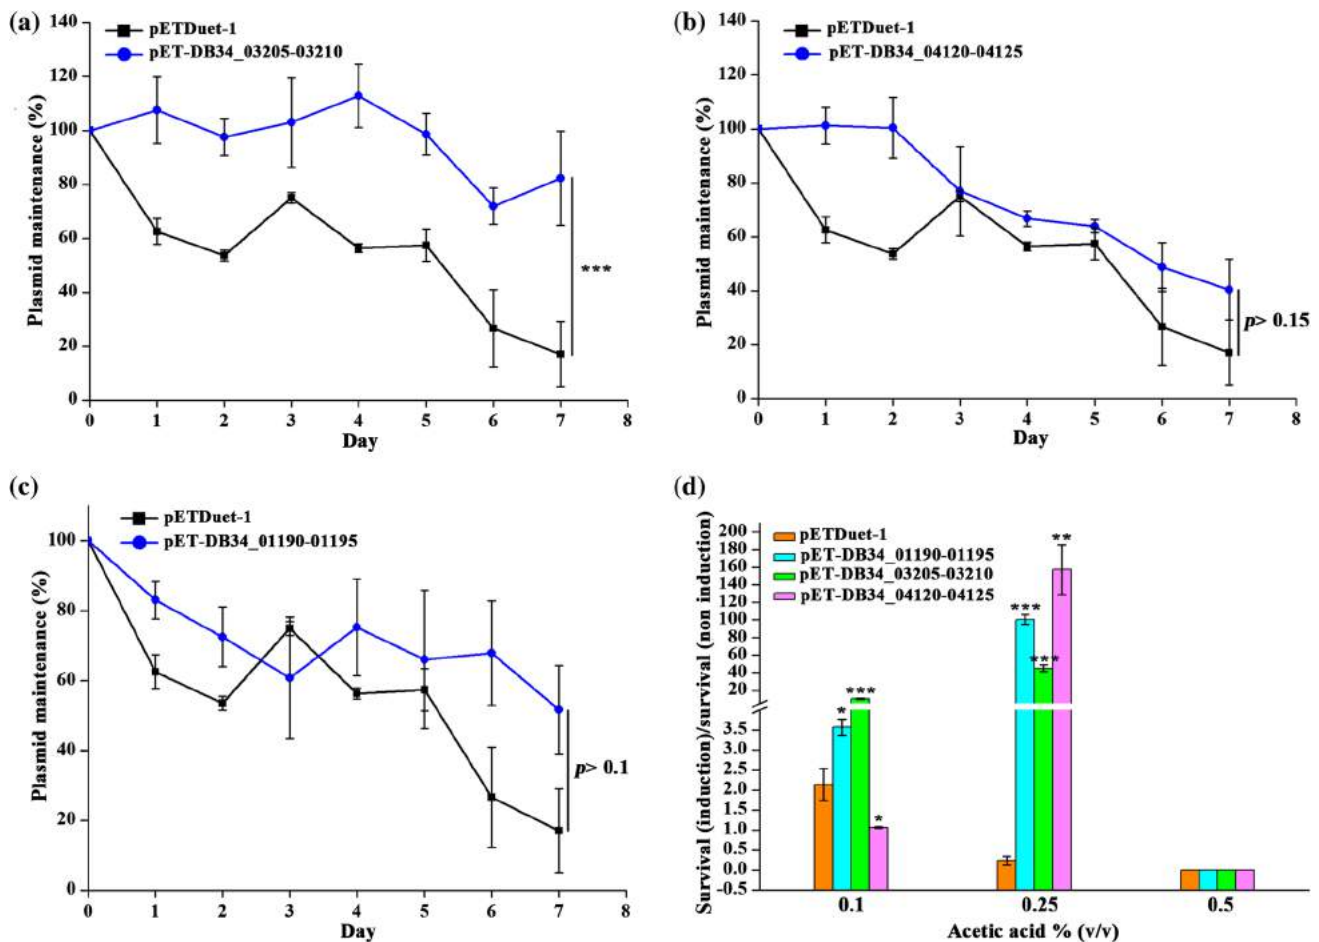 (a)
pETDuet-1
pET-DB34_03205-03210
Plasmid maintenance (%)
140
120
100
80
60
40
20
0
***
0 1 2 3 4 5 6 7 8
Day
(b)
pETDuet-1
pET-DB34_04120-04125
Plasmid maintenance (%)
140
120
100
80
60
40
20
0
p> 0.15
0 1 2 3 4 5 6 7 8
Day
(c)
pETDuet-1
pET-DB34_01190-01195
Plasmid maintenance (%)
100
80
60
40
20
0
p> 0.1
0 1 2 3 4 5 6 7 8
Day
(d)
pETDuet-1
pET-DB34_01190-01195
pET-DB34_03205-03210
pET-DB34_04120-04125
Survival (induction)/survival (non induction)
200
180
160
140
120
100
80
60
40
20
3.5
3.0
2.5
2.0
1.5
1.0
0.5
0.0
-0.5
* *** *
*** *** **
0.1 0.25 0.5
Acetic acid % (v/v)